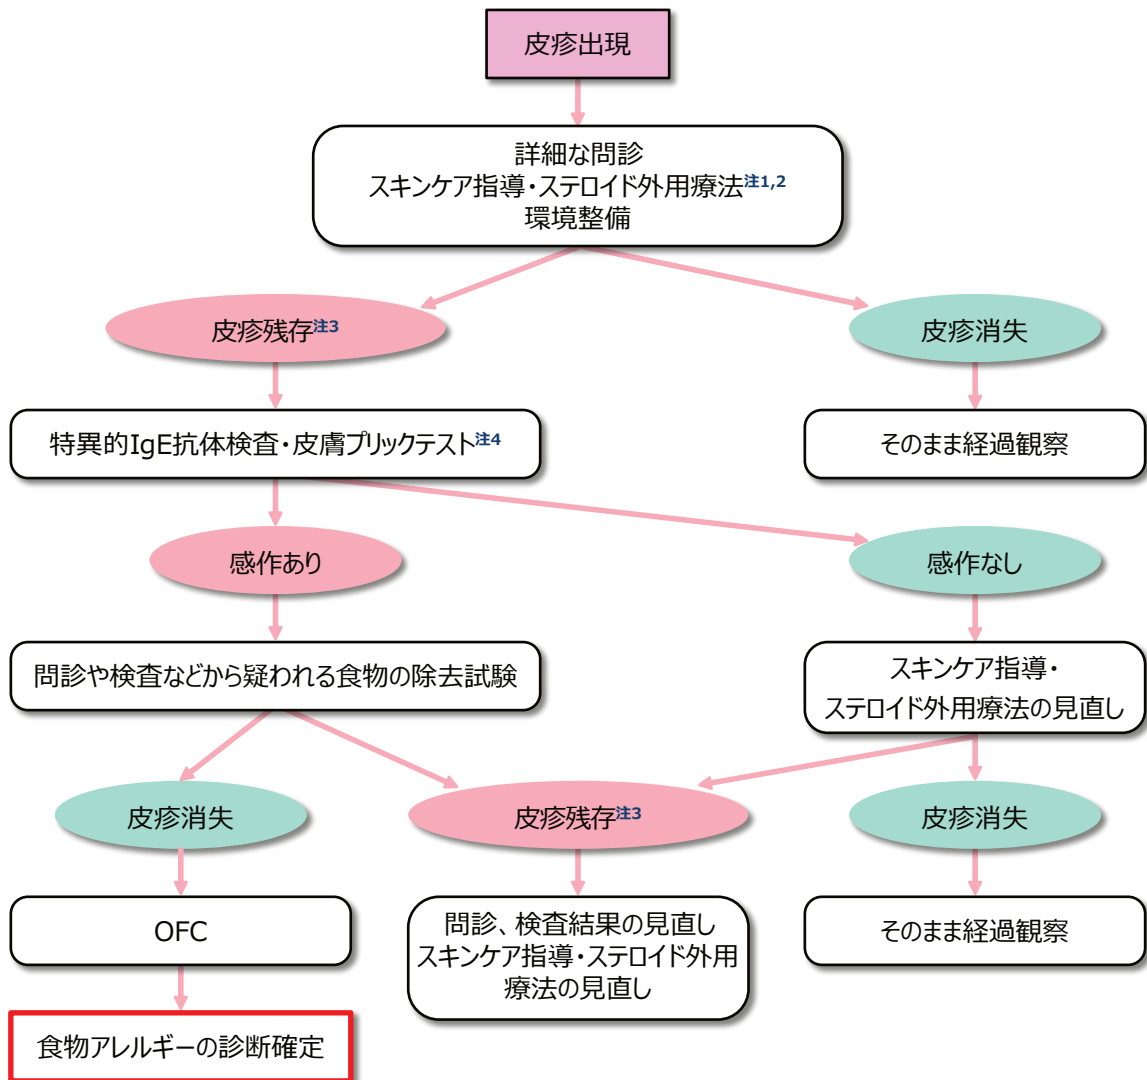 皮疹出現
詳細な問診
スキンケア指導・ステロイド外用療法注1,2
環境整備
皮疹残存注3
皮疹消失
特異的IgE抗体検査・皮膚プリックテスト注4
そのまま経過観察
感作あり
感作なし
問診や検査などから疑われる食物の除去試験
スキンケア指導・
ステロイド外用療法の見直し
皮疹消失
皮疹残存注3
皮疹消失
OFC
問診、検査結果の見直し
スキンケア指導・ステロイド外用
療法の見直し
そのまま経過観察
食物アレルギーの診断確定